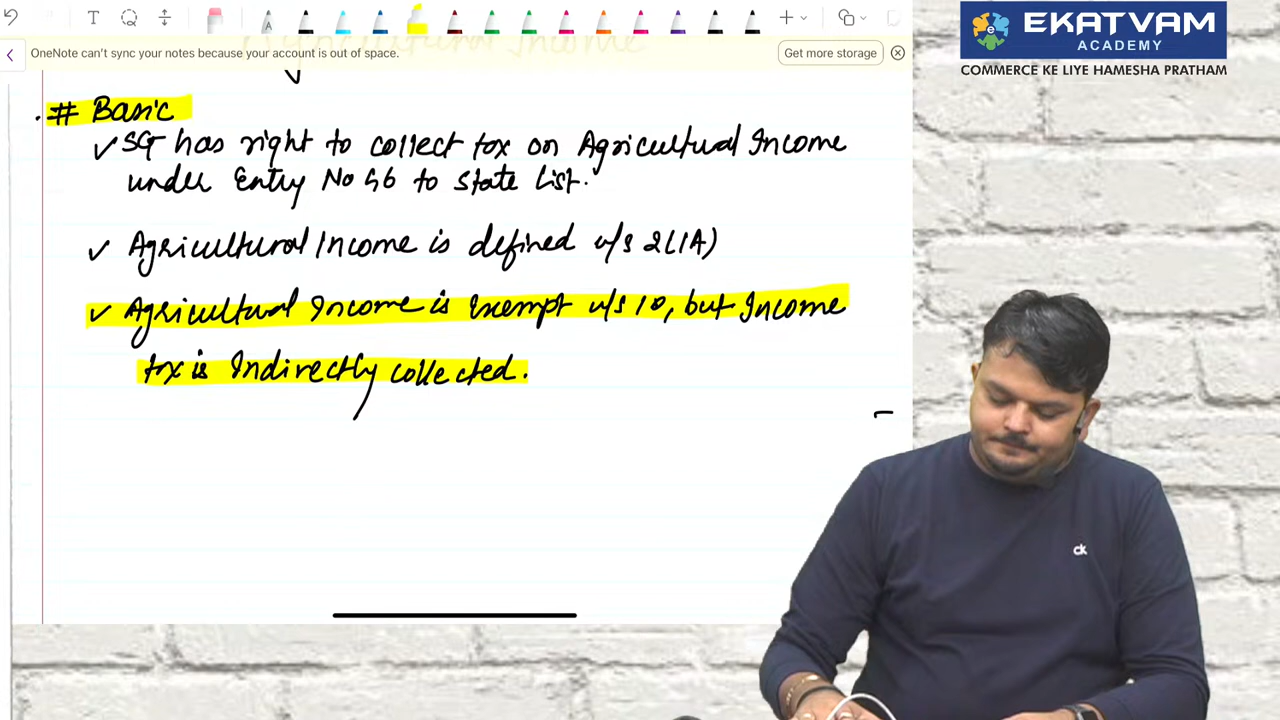 EKATVAM
ACADEMY
COMMERCE KE LIYE HAMESHA PRATHAM
OneNote can't sync your notes because your account is out of space.
Get more storage
# Basic
✓ SG has right to collect tax on Agricultural Income
under Entry No 46 to State List.
✓ Agricultural Income is defined u/s 2(1A)
✓ Agricultural Income is Exempt u/s 10, but Income
tax is Indirectly collected.
ck